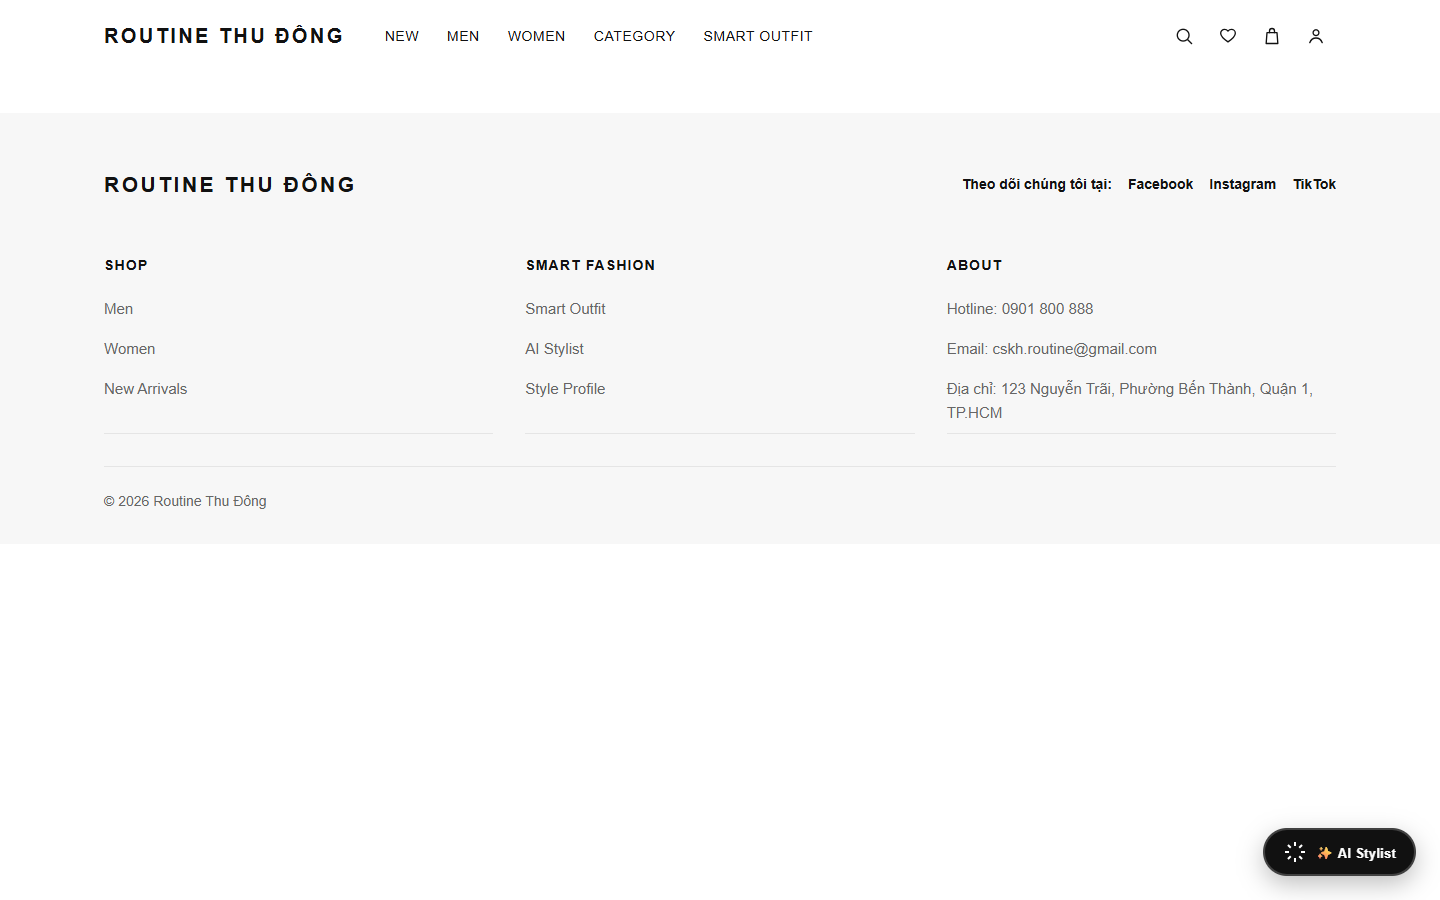 ROUTINE THU ĐÔNG NEW MEN WOMEN CATEGORY SMART OUTFIT
ROUTINE THU ĐÔNG
Theo dõi chúng tôi tại: Facebook Instagram TikTok
SHOP
Men
Women
New Arrivals
SMART FASHION
Smart Outfit
AI Stylist
Style Profile
ABOUT
Hotline: 0901 800 888
Email: cskh.routine@gmail.com
Địa chỉ: 123 Nguyễn Trãi, Phường Bến Thành, Quận 1,
TP.HCM
© 2026 Routine Thu Đông
✨ AI Stylist